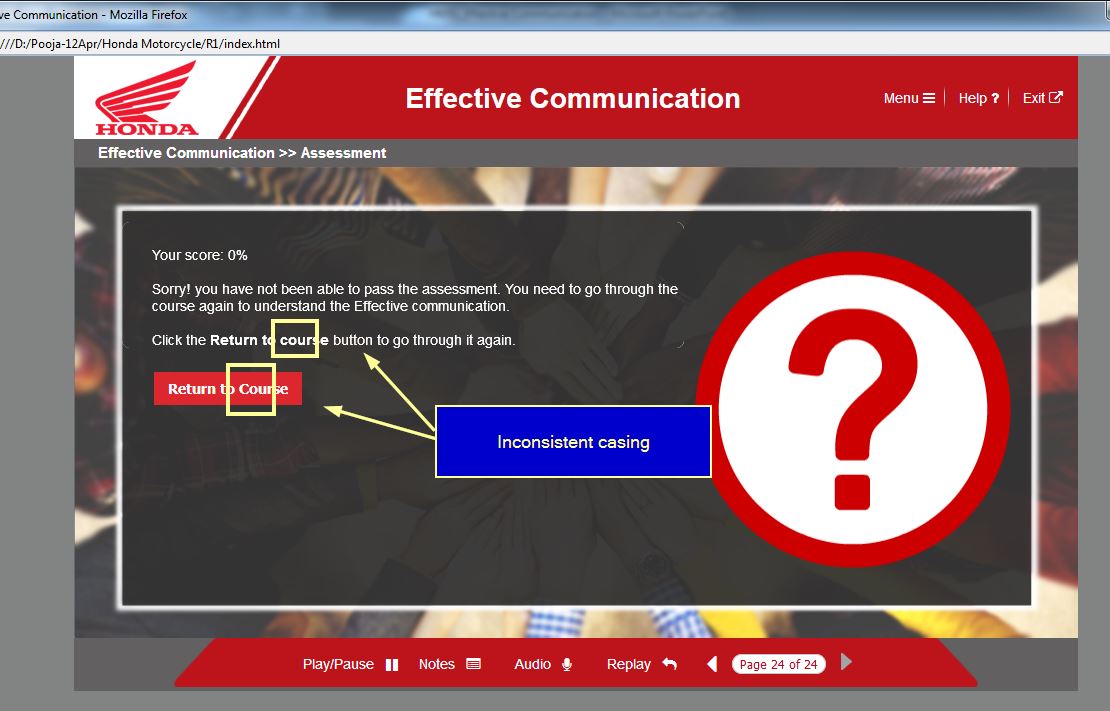 ve Communication - Mozilla Firefox
///D:/Pooja-12Apr/Honda Motorcycle/R1/index.html
HONDA
Effective Communication
Menu
Help ?
Exit
Effective Communication >> Assessment
Your score: 0%
Sorry! you have not been able to pass the assessment. You need to go through the
course again to understand the Effective communication.
Click the Return to course button to go through it again.
Return to Course
Inconsistent casing
?
Play/Pause
Notes
Audio
Replay
Page 24 of 24